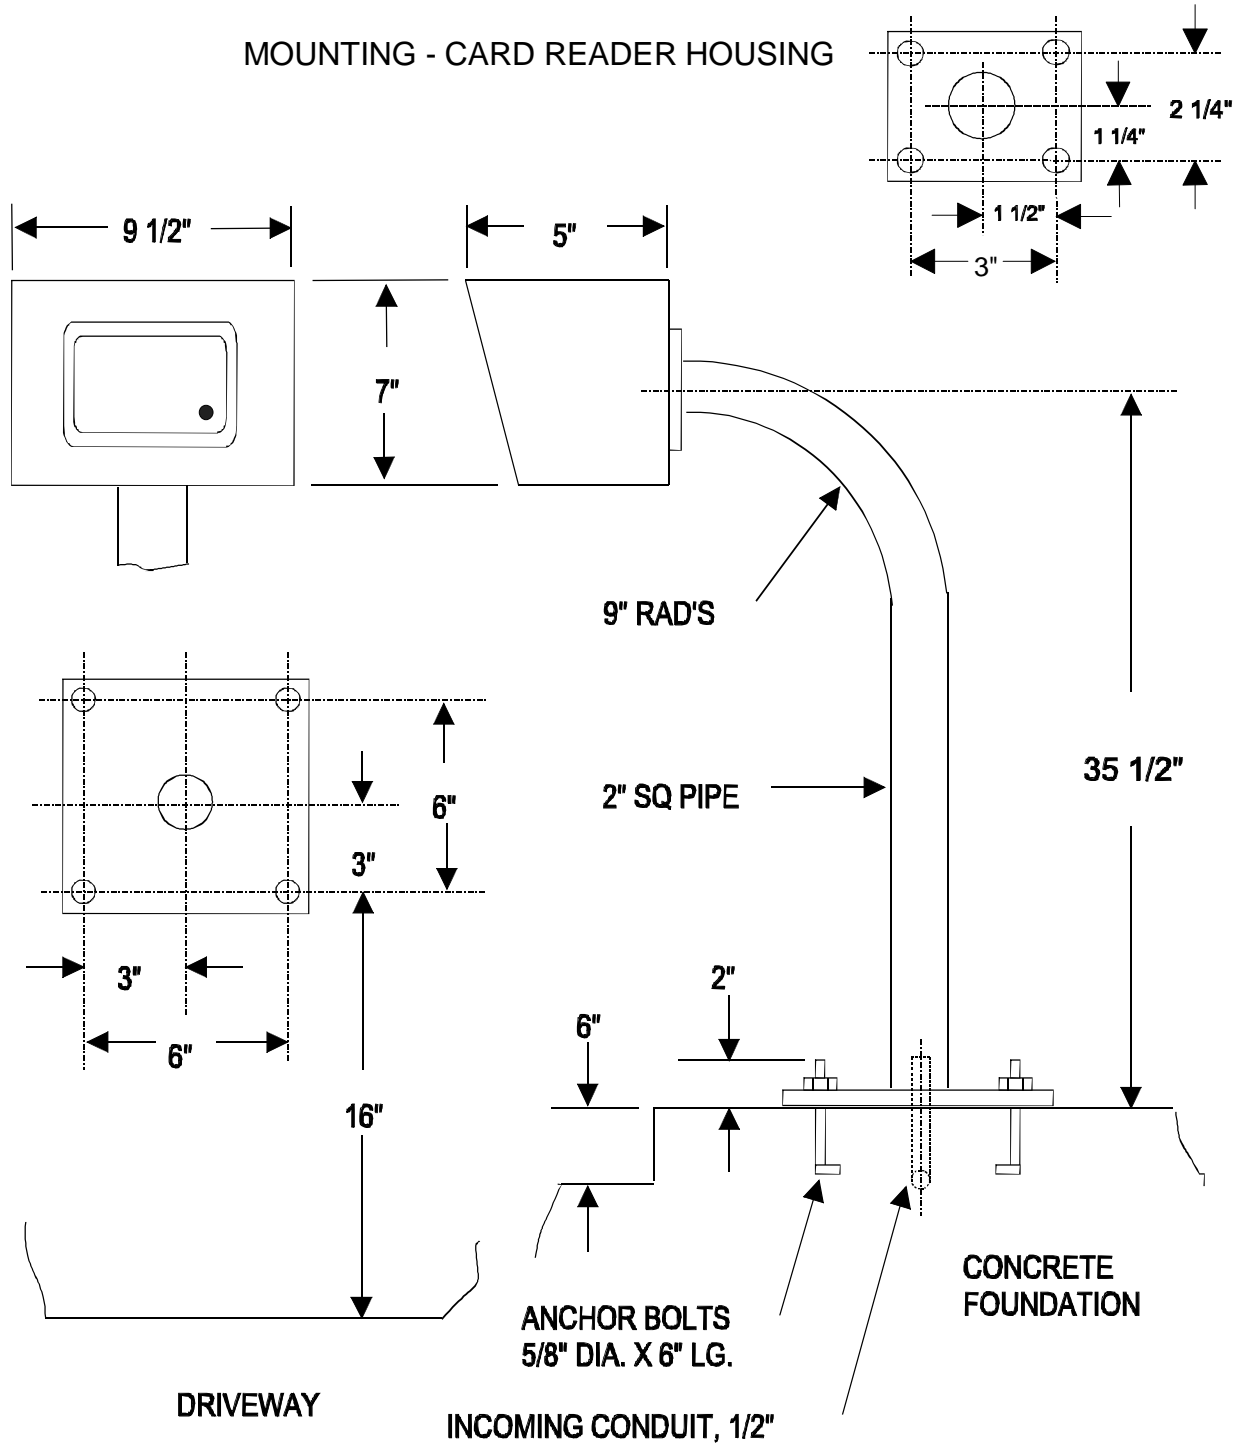 MOUNTING - CARD READER HOUSING
2 1/4"
1 1/4"
1 1/2"
3"
9 1/2"
5"
7"
9" RAD'S
35 1/2"
2" SQ PIPE
6"
3"
3"
6"
2"
6"
16"
CONCRETE
FOUNDATION
ANCHOR BOLTS
5/8" DIA. X 6" LG.
DRIVEWAY
INCOMING CONDUIT, 1/2"